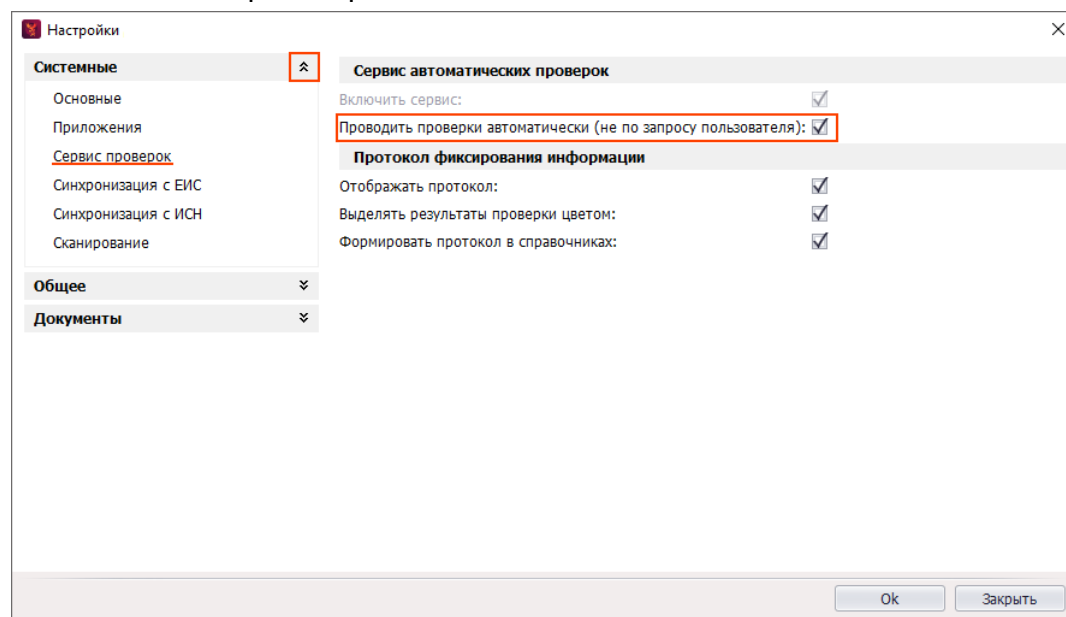 Настройки
Системные
Основные
Приложения
Сервис проверок
Синхронизация с ЕИС
Синхронизация с ИСН
Сканирование
Общее
Документы
Сервис автоматических проверок
Включить сервис:
Проводить проверки автоматически (не по запросу пользователя):
Протокол фиксирования информации
Отображать протокол:
Выделять результаты проверки цветом:
Формировать протокол в справочниках:
Ok
Закрыть